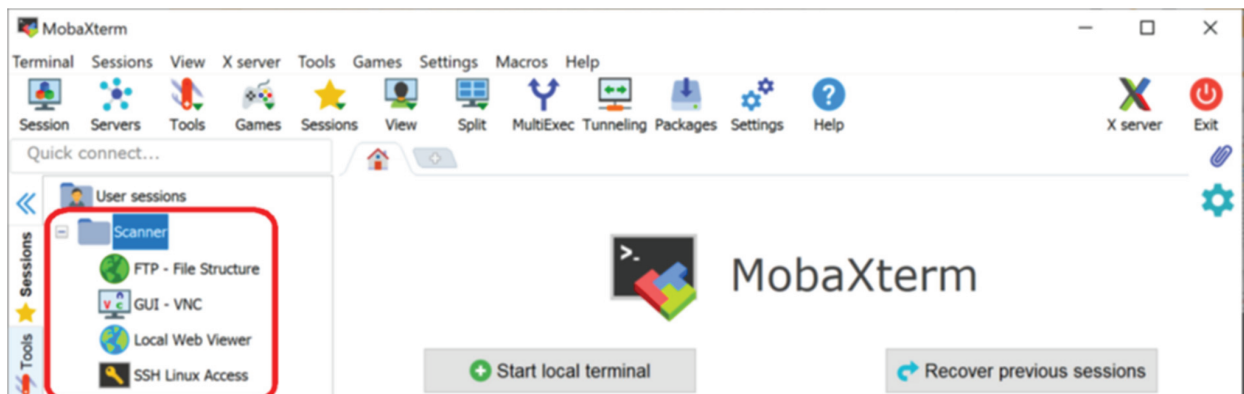 MobaXterm
Terminal Sessions View X server Tools Games Settings Macros Help
Session Servers Tools Games Sessions View Split MultiExec Tunneling Packages Settings Help X server Exit
Quick connect...
User sessions
Scanner
FTP - File Structure
GUI - VNC
Local Web Viewer
SSH Linux Access
Sessions
Tools
MobaXterm
Start local terminal
Recover previous sessions